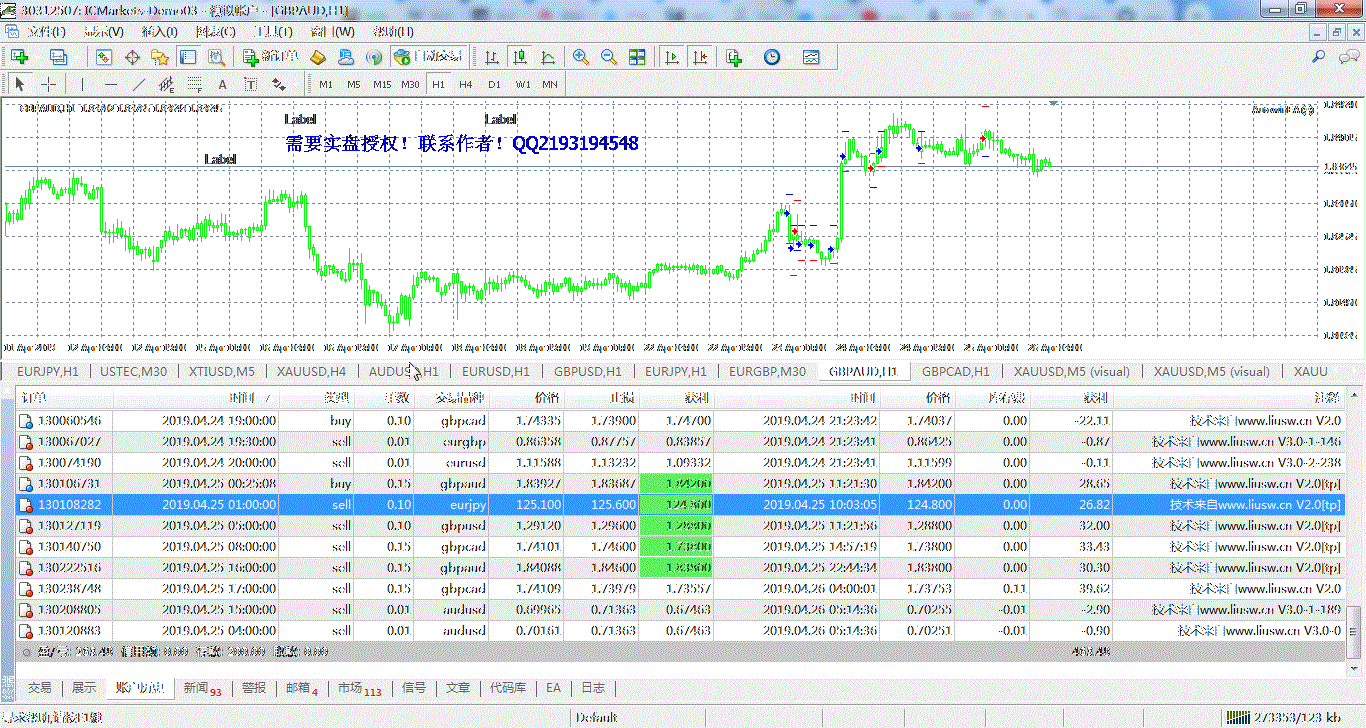 30312507: ICMarkets-Demo03 - 模拟账户 - [GBPAUD,H1]
文件(F) 显示(V) 插入(I) 图表(C) 工具(T) 窗口(W) 帮助(H)
新订单 自动交易
A T M1 M5 M15 M30 H1 H4 D1 W1 MN
Label Label
需要实盘授权！联系作者！QQ2193194548
Label
EURJPY,H1 USTEC,M30 XTIUSD,M5 XAUUSD,H4 AUDUSD,H1 EURUSD,H1 GBPUSD,H1 EURJPY,H1 EURGBP,M30 GBPAUD,H1 GBPCAD,H1 XAUUSD,M5 (visual) XAUUSD,M5 (visual) XAUU
订单 时间 / 类型 手数 交易品种 价格 止损 获利 时间 价格 库存费 获利 注释
130060546 2019.04.24 19:00:00 buy 0.10 gbpcad 1.74335 1.73900 1.74700 2019.04.24 21:23:42 1.74037 0.00 -22.11 技术来自www.liusw.cn V2.0
130067027 2019.04.24 19:30:00 sell 0.01 eurgbp 0.86358 0.87757 0.83857 2019.04.24 21:23:40 0.86425 0.00 -0.87 技术来自www.liusw.cn V3.0-1-146
130074190 2019.04.24 20:00:00 sell 0.01 eurusd 1.11588 1.13232 1.09332 2019.04.24 21:23:41 1.11599 0.00 -0.11 技术来自www.liusw.cn V3.0-2-238
130106731 2019.04.25 00:25:08 buy 0.15 gbpaud 1.83927 1.83687 1.84200 2019.04.25 11:21:30 1.84200 0.00 28.65 技术来自www.liusw.cn V2.0[tp]
130108282 2019.04.25 01:00:00 sell 0.10 eurjpy 125.100 125.600 124.800 2019.04.25 10:03:05 124.800 0.00 26.82 技术来自www.liusw.cn V2.0[tp]
130127119 2019.04.25 05:00:00 sell 0.10 gbpusd 1.29120 1.29600 1.28800 2019.04.25 11:21:56 1.28800 0.00 32.00 技术来自www.liusw.cn V2.0[tp]
130140750 2019.04.25 08:00:00 sell 0.15 gbpcad 1.74101 1.74600 1.73800 2019.04.25 14:57:19 1.73800 0.00 33.43 技术来自www.liusw.cn V2.0[tp]
130222516 2019.04.25 16:00:00 sell 0.15 gbpaud 1.84088 1.84600 1.83800 2019.04.25 22:44:34 1.83800 0.00 30.30 技术来自www.liusw.cn V2.0[tp]
130238748 2019.04.25 17:00:00 sell 0.15 gbpcad 1.74109 1.73979 1.73557 2019.04.26 04:00:01 1.73753 0.11 39.62 技术来自www.liusw.cn V2.0
130208805 2019.04.25 15:00:00 sell 0.01 audusd 0.69965 0.71363 0.67463 2019.04.26 05:14:36 0.70255 -0.01 -2.90 技术来自www.liusw.cn V3.0-1-189
130120883 2019.04.25 04:00:00 sell 0.01 audusd 0.70161 0.71363 0.67463 2019.04.26 05:14:36 0.70251 -0.01 -0.90 技术来自www.liusw.cn V3.0-0
交易 展示 账户历史 新闻 93 警报 邮箱 4 市场 113 信号 文章 代码库 EA 日志
寻求帮助,请按F1键 Default 273353/123 kb